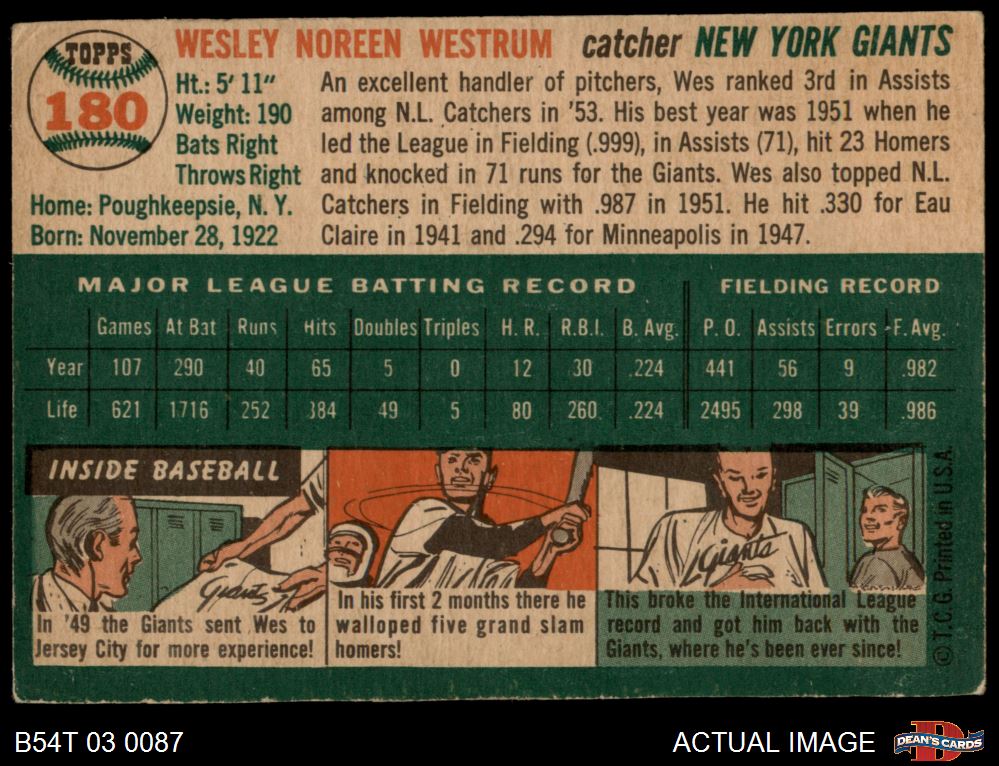 TOPPS
180
WESLEY NOREEN WESTRUM catcher NEW YORK GIANTS
Ht.: 5' 11"
Weight: 190
Bats Right
Throws Right
Home: Poughkeepsie, N. Y.
Born: November 28, 1922
An excellent handler of pitchers, Wes ranked 3rd in Assists
among N.L. Catchers in '53. His best year was 1951 when he
led the League in Fielding (.999), in Assists (71), hit 23 Homers
and knocked in 71 runs for the Giants. Wes also topped N.L.
Catchers in Fielding with .987 in 1951. He hit .330 for Eau
Claire in 1941 and .294 for Minneapolis in 1947.
MAJOR LEAGUE BATTING RECORD FIELDING RECORD
Games At Bat Runs Hits Doubles Triples H. R. R.B.I. B. Avg. P. O. Assists Errors F. Avg.
Year 107 290 40 65 5 0 12 30 .224 441 56 9 .982
Life 621 1716 252 384 49 5 80 260 .224 2495 298 39 .986
INSIDE BASEBALL
Giants
In '49 the Giants sent Wes to
Jersey City for more experience!
In his first 2 months there he
walloped five grand slam
homers!
Giants
This broke the International League
record and got him back with the
Giants, where he's been ever since!
© T.C.G. Printed in U.S.A.
B54T 03 0087
ACTUAL IMAGE
DEAN'S CARDS